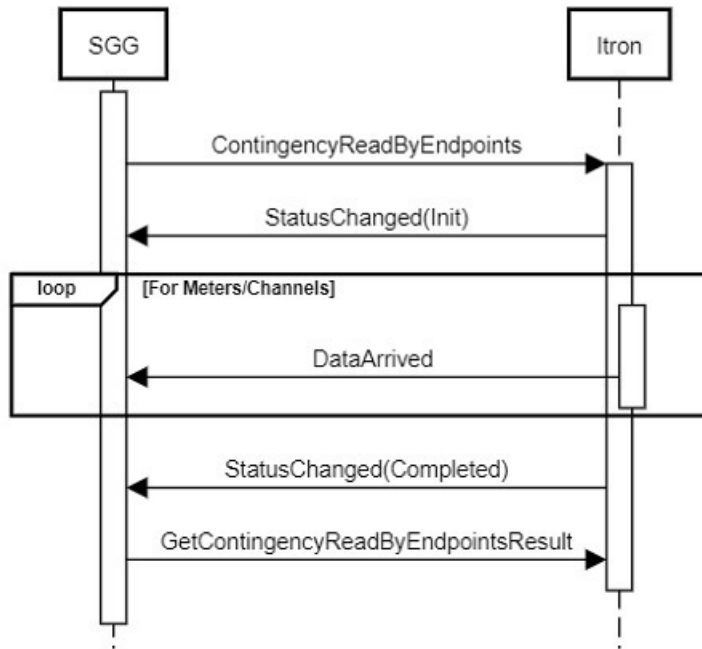 SGG
Itron
ContingencyReadByEndpoints
StatusChanged(Init)
loop
[For Meters/Channels]
DataArrived
StatusChanged(Completed)
GetContingencyReadByEndpointsResult